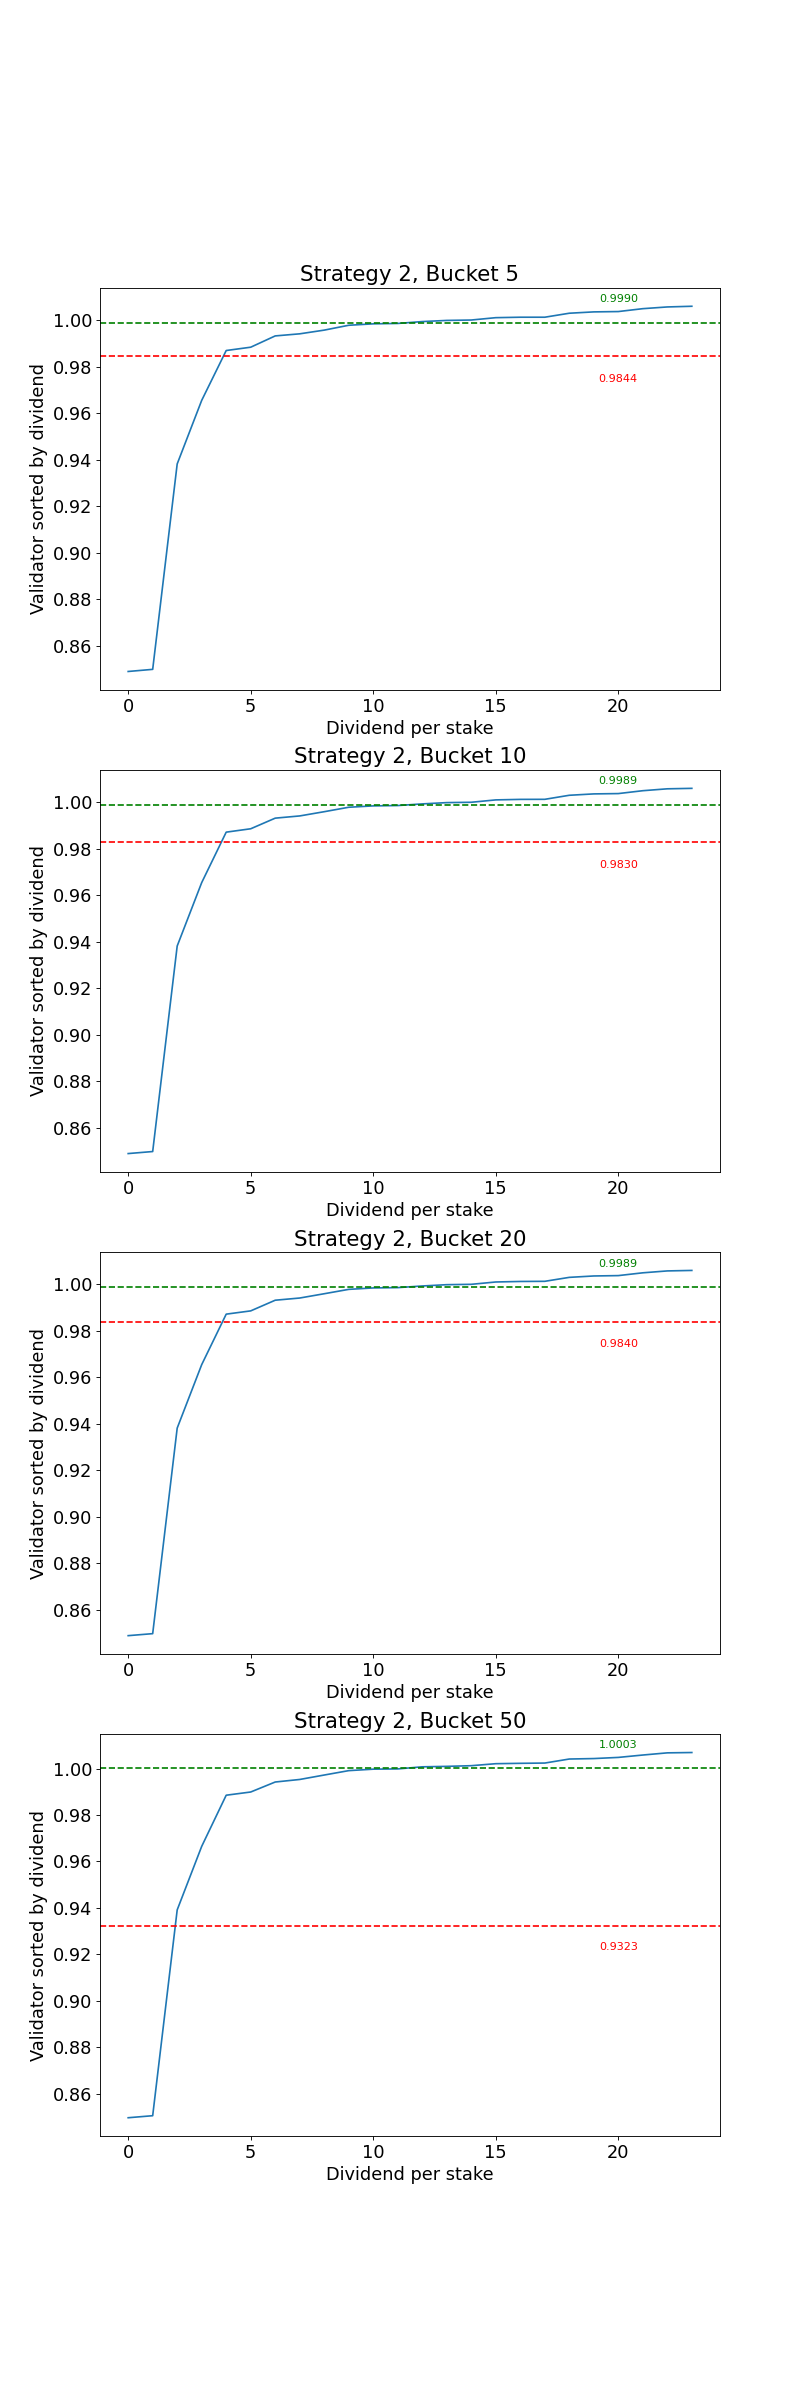 Strategy 2, Bucket 5
0.9990
1.00
0.98
0.9844
0.96
0.94
0.92
0.90
0.88
0.86
Validator sorted by dividend
0 5 10 15 20
Dividend per stake
Strategy 2, Bucket 10
0.9989
1.00
0.98
0.9830
0.96
0.94
0.92
0.90
0.88
0.86
Validator sorted by dividend
0 5 10 15 20
Dividend per stake
Strategy 2, Bucket 20
0.9989
1.00
0.98
0.9840
0.96
0.94
0.92
0.90
0.88
0.86
Validator sorted by dividend
0 5 10 15 20
Dividend per stake
Strategy 2, Bucket 50
1.0003
1.00
0.98
0.96
0.94
0.9323
0.92
0.90
0.88
0.86
Validator sorted by dividend
0 5 10 15 20
Dividend per stake